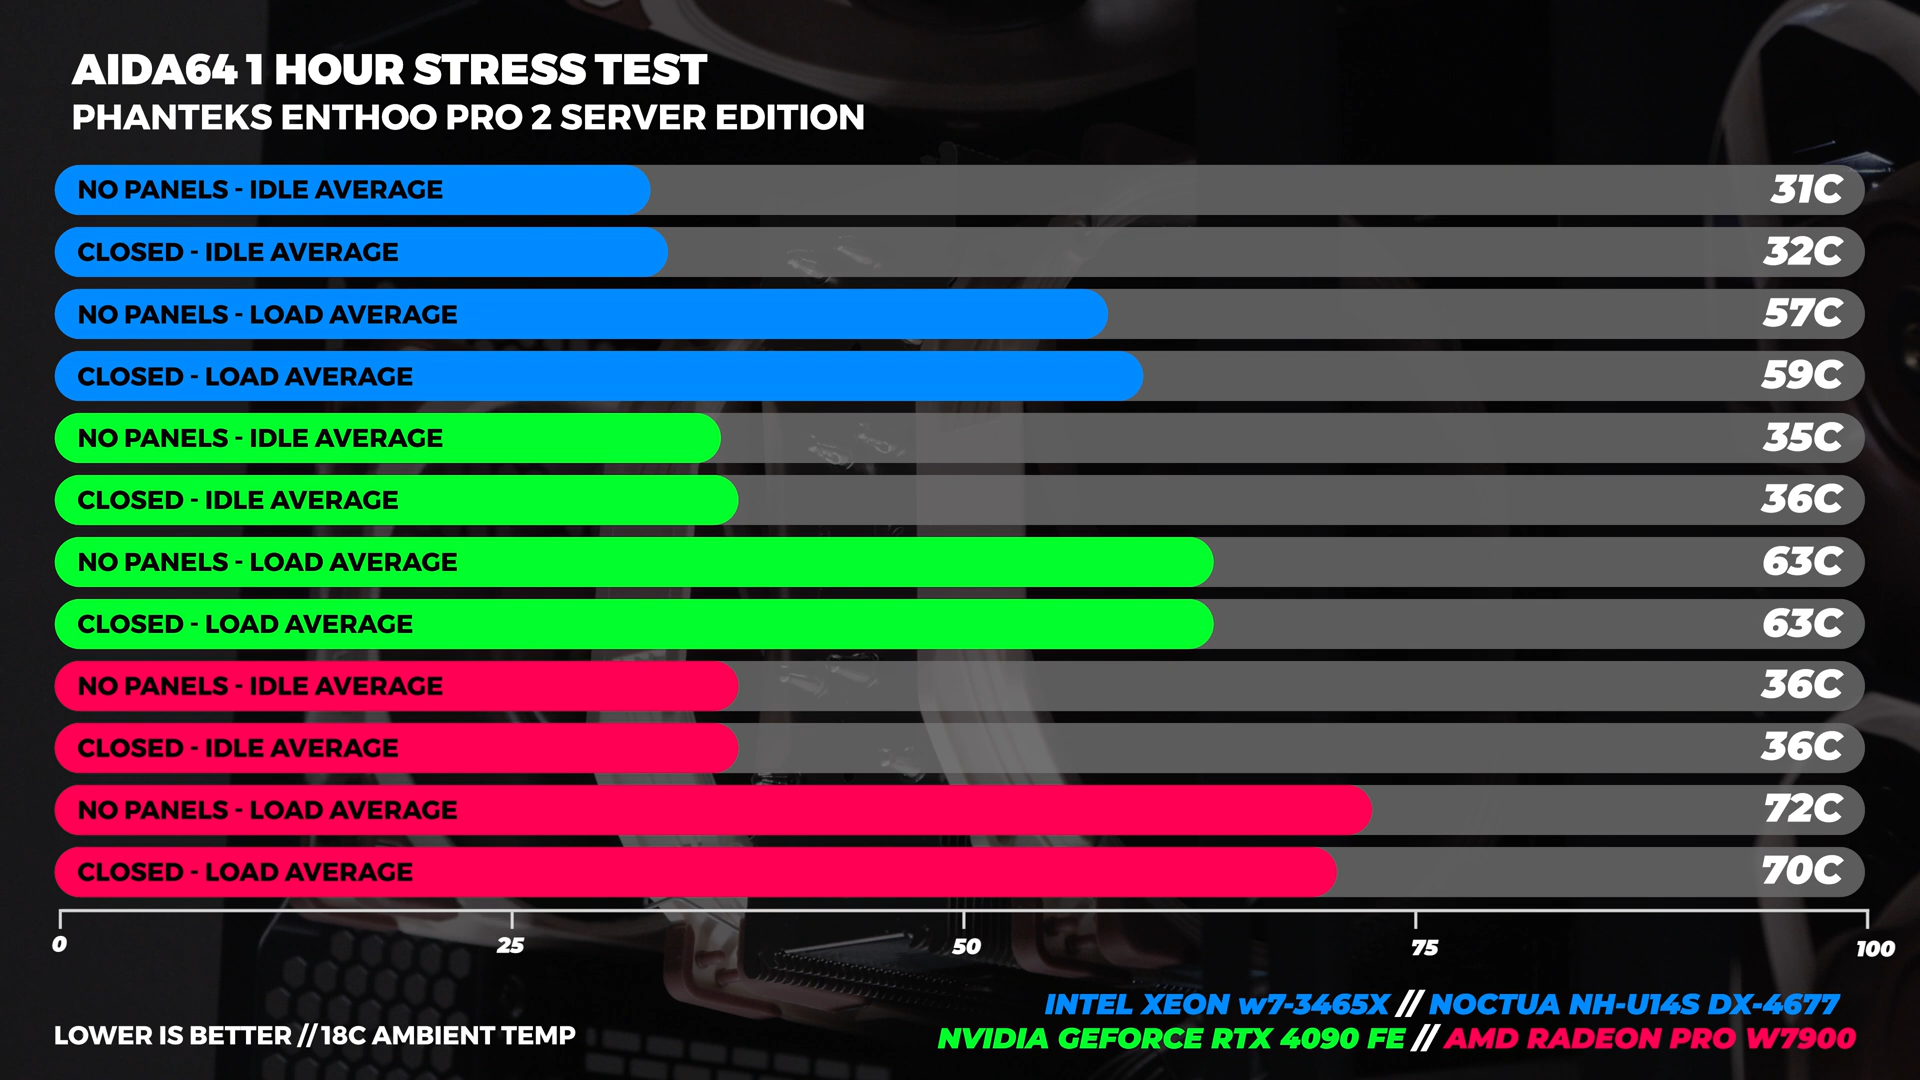 AIDA64 1 HOUR STRESS TEST
PHANTEKS ENTHOO PRO 2 SERVER EDITION
NO PANELS - IDLE AVERAGE 31C
CLOSED - IDLE AVERAGE 32C
NO PANELS - LOAD AVERAGE 57C
CLOSED - LOAD AVERAGE 59C
NO PANELS - IDLE AVERAGE 35C
CLOSED - IDLE AVERAGE 36C
NO PANELS - LOAD AVERAGE 63C
CLOSED - LOAD AVERAGE 63C
NO PANELS - IDLE AVERAGE 36C
CLOSED - IDLE AVERAGE 36C
NO PANELS - LOAD AVERAGE 72C
CLOSED - LOAD AVERAGE 70C
0 25 50 75 100
INTEL XEON w7-3465X // NOCTUA NH-U14S DX-4677
NVIDIA GEFORCE RTX 4090 FE // AMD RADEON PRO W7900
LOWER IS BETTER // 18C AMBIENT TEMP